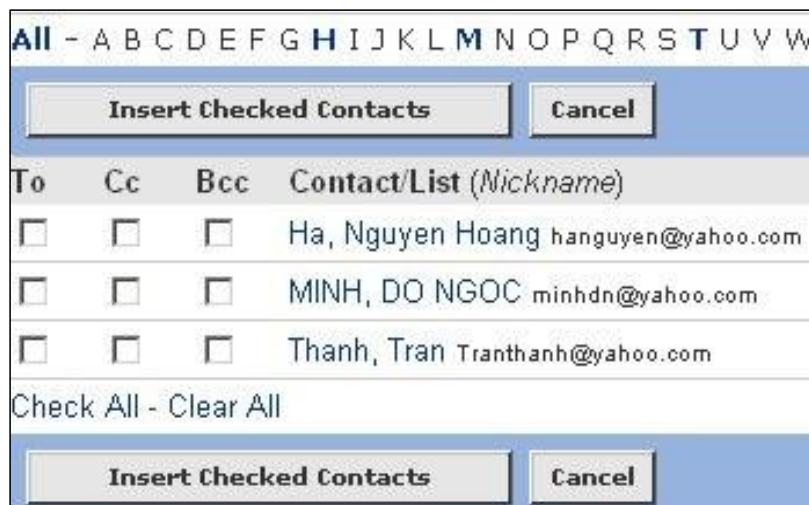 All - A B C D E F G H I J K L M N O P Q R S T U V W
Insert Checked Contacts Cancel
To Cc Bcc Contact/List (Nickname)
Ha, Nguyen Hoang hanguyen@yahoo.com
MINH, DO NGOC minhdn@yahoo.com
Thanh, Tran Tranthanh@yahoo.com
Check All - Clear All
Insert Checked Contacts Cancel